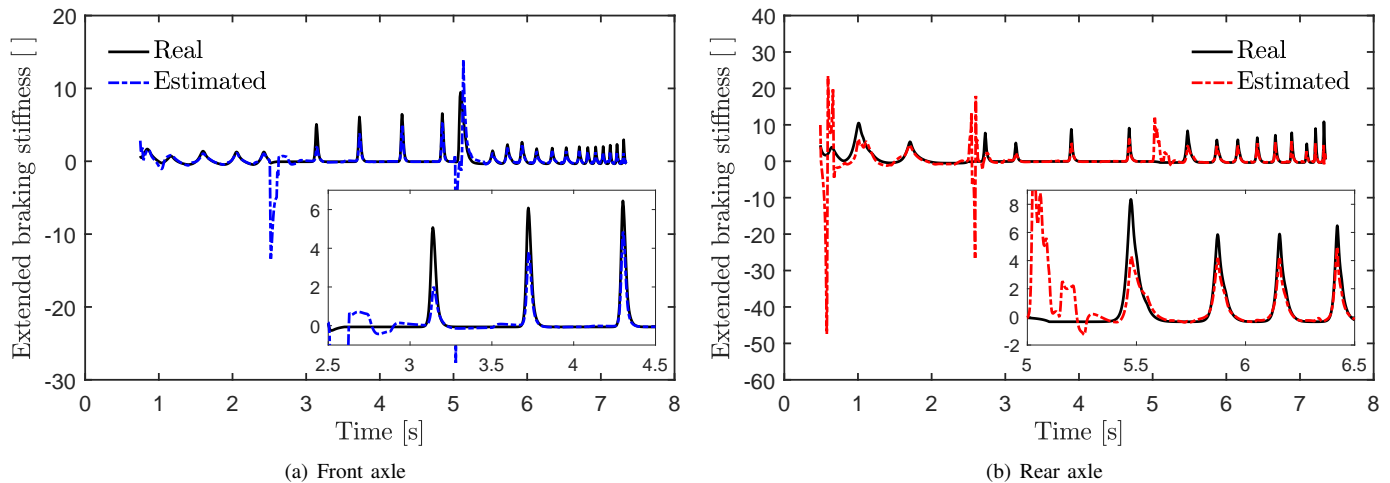 20
10
0
-10
-20
-30
0 1 2 3 4 5 6 7 8
Extended braking stiffness [ ]
Time [s]
Real
Estimated
6
4
2
0
2.5 3 3.5 4 4.5
(a) Front axle
40
30
20
10
0
-10
-20
-30
-40
-50
-60
0 1 2 3 4 5 6 7 8
Extended braking stiffness [ ]
Time [s]
Real
Estimated
8
6
4
2
0
-2
5 5.5 6 6.5
(b) Rear axle